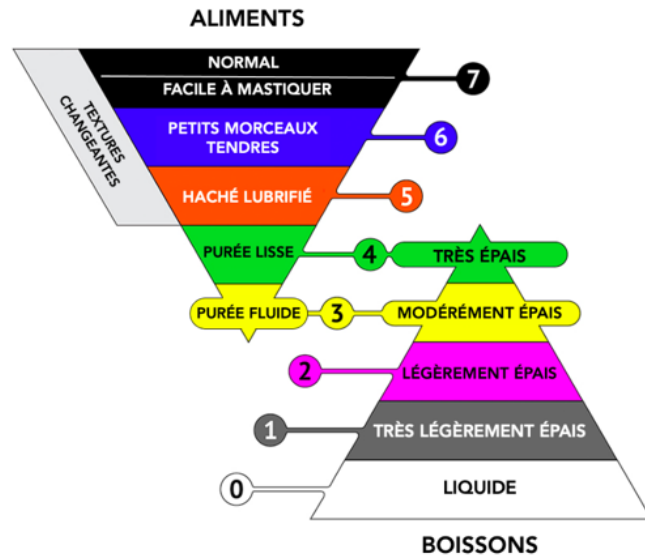 ALIMENTS
NORMAL
FACILE À MASTIQUER
7
TEXTURES
CHANGEANTES
PETITS MORCEAUX
TENDRES
6
HACHÉ LUBRIFIÉ
5
PURÉE LISSE
4
TRÈS ÉPAIS
PURÉE FLUIDE
3
MODÉRÉMENT ÉPAIS
2
LÉGÈREMENT ÉPAIS
1
TRÈS LÉGÈREMENT ÉPAIS
0
LIQUIDE
BOISSONS